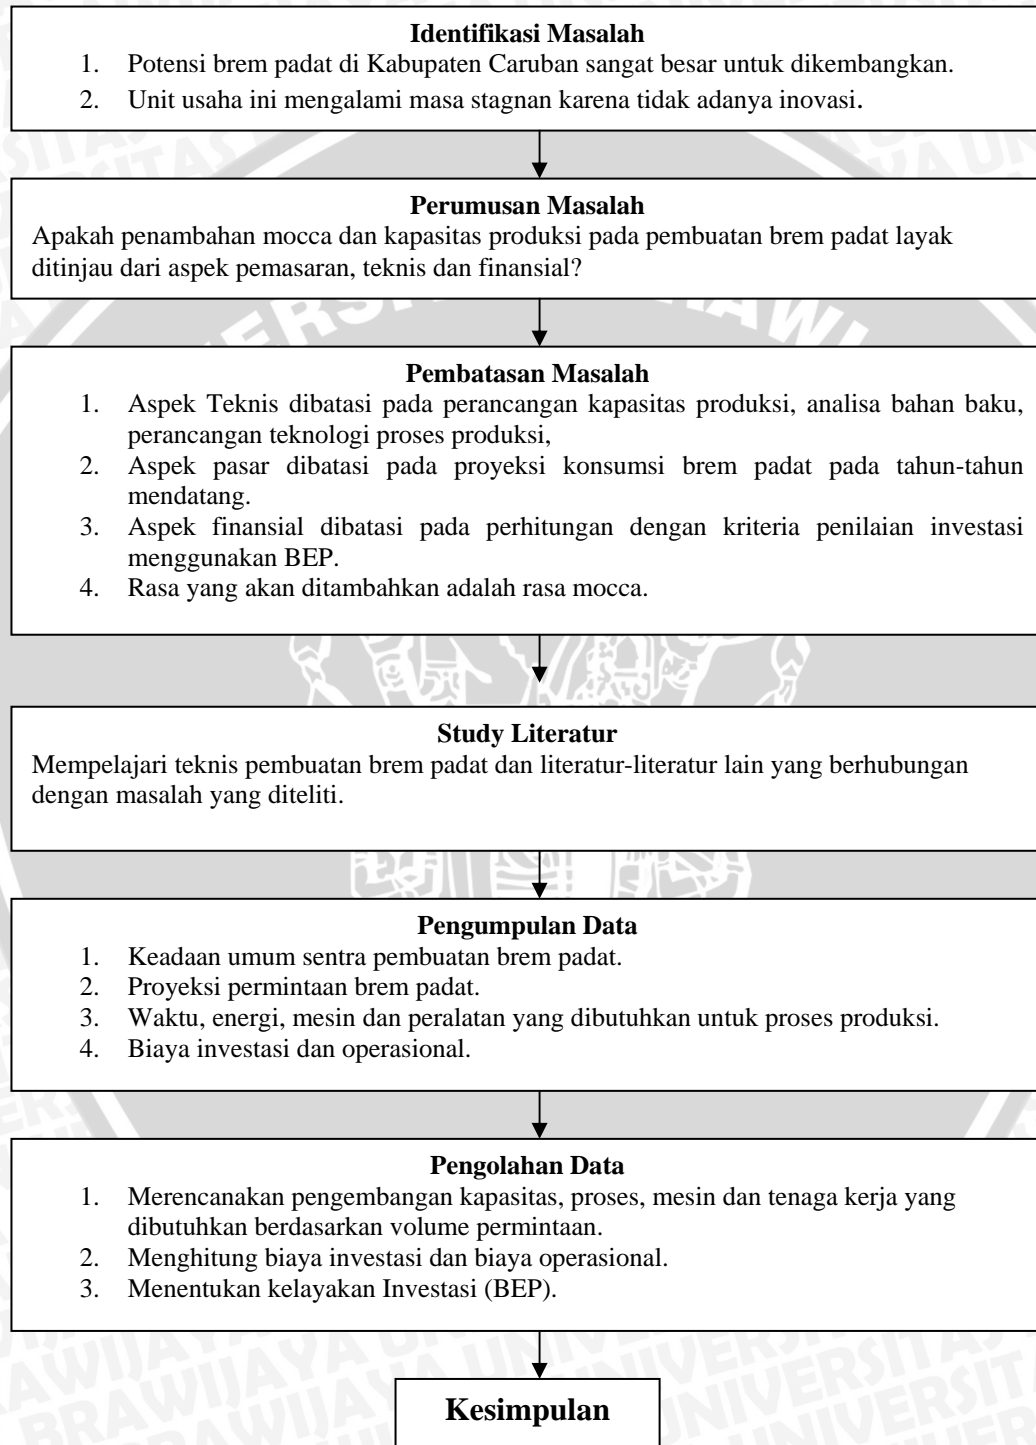 Identifikasi Masalah
1. Potensi brem padat di Kabupaten Caruban sangat besar untuk dikembangkan.
2. Unit usaha ini mengalami masa stagnan karena tidak adanya inovasi.
Perumusan Masalah
Apakah penambahan mocca dan kapasitas produksi pada pembuatan brem padat layak
ditinjau dari aspek pemasaran, teknis dan finansial?
Pembatasan Masalah
1. Aspek Teknis dibatasi pada perancangan kapasitas produksi, analisa bahan baku,
perancangan teknologi proses produksi,
2. Aspek pasar dibatasi pada proyeksi konsumsi brem padat pada tahun-tahun
mendatang.
3. Aspek finansial dibatasi pada perhitungan dengan kriteria penilaian investasi
menggunakan BEP.
4. Rasa yang akan ditambahkan adalah rasa mocca.
Study Literatur
Mempelajari teknis pembuatan brem padat dan literatur-literatur lain yang berhubungan
dengan masalah yang diteliti.
Pengumpulan Data
1. Keadaan umum sentra pembuatan brem padat.
2. Proyeksi permintaan brem padat.
3. Waktu, energi, mesin dan peralatan yang dibutuhkan untuk proses produksi.
4. Biaya investasi dan operasional.
Pengolahan Data
1. Merencanakan pengembangan kapasitas, proses, mesin dan tenaga kerja yang
dibutuhkan berdasarkan volume permintaan.
2. Menghitung biaya investasi dan biaya operasional.
3. Menentukan kelayakan Investasi (BEP).
Kesimpulan